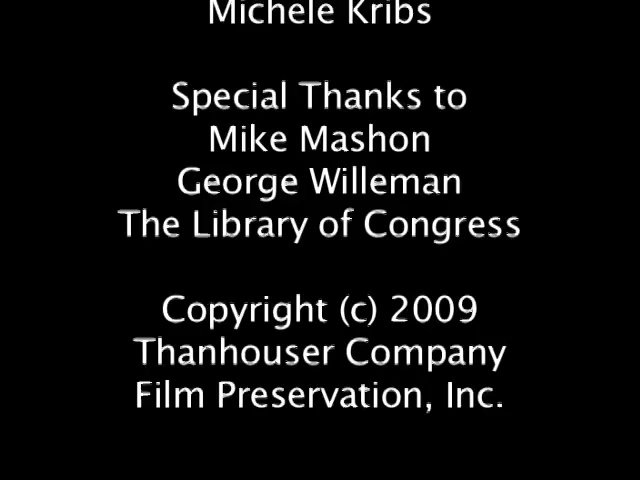 Michele Kribs
Special Thanks to
Mike Mashon
George Willeman
The Library of Congress
Copyright (c) 2009
Thanhouser Company
Film Preservation, Inc.